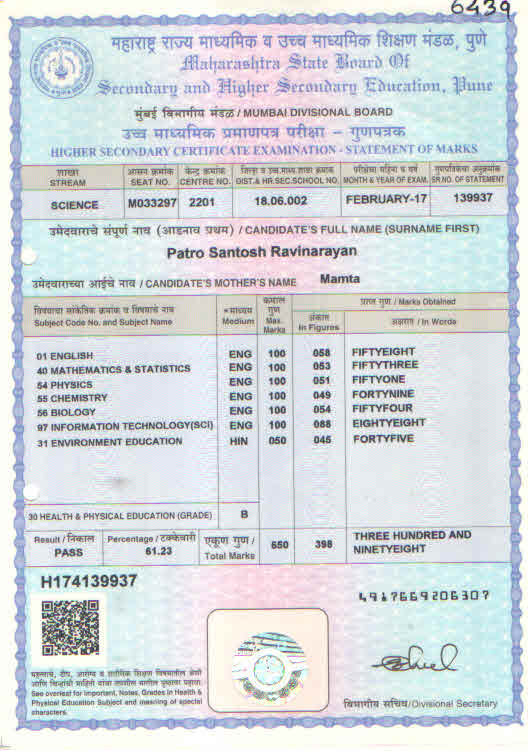 6439
महाराष्ट्र राज्य माध्यमिक व उच्च माध्यमिक शिक्षण मंडळ, पुणे
Maharashtra State Board Of
Secondary and Higher Secondary Education, Pune
मुंबई विभागीय मंडळ / MUMBAI DIVISIONAL BOARD
उच्च माध्यमिक प्रमाणपत्र परीक्षा - गुणपत्रक
HIGHER SECONDARY CERTIFICATE EXAMINATION - STATEMENT OF MARKS
शाखा आसन क्रमांक केन्द्र क्रमांक जिल्हा व उच्च.माध्य.शाळा क्रमांक परीक्षेचा महिना व वर्ष गुणपत्रिकेचा अनुक्रमांक
STREAM SEAT NO. CENTRE NO. DIST.& HR.SEC.SCHOOL NO. MONTH & YEAR OF EXAM. SR.NO. OF STATEMENT
SCIENCE M033297 2201 18.06.002 FEBRUARY-17 139937
उमेदवाराचे संपूर्ण नाव (आडनाव प्रथम) / CANDIDATE'S FULL NAME (SURNAME FIRST)
Patro Santosh Ravinarayan
उमेदवाराच्या आईचे नाव / CANDIDATE'S MOTHER'S NAME Mamta
विषयाचा सांकेतिक क्रमांक व विषयाचे नाव माध्यम कमाल गुण प्राप्त गुण / Marks Obtained
Subject Code No. and Subject Name Medium Max. Marks अंकात In Figures अक्षरात / In Words
01 ENGLISH ENG 100 058 FIFTYEIGHT
40 MATHEMATICS & STATISTICS ENG 100 053 FIFTYTHREE
54 PHYSICS ENG 100 051 FIFTYONE
55 CHEMISTRY ENG 100 049 FORTYNINE
56 BIOLOGY ENG 100 054 FIFTYFOUR
97 INFORMATION TECHNOLOGY(SCI) ENG 100 088 EIGHTYEIGHT
31 ENVIRONMENT EDUCATION HIN 050 045 FORTYFIVE
30 HEALTH & PHYSICAL EDUCATION (GRADE) B
Result / निकाल Percentage / टक्केवारी एकूण गुण / 650 398 THREE HUNDRED AND
PASS 61.23 Total Marks NINETYEIGHT
H174139937
4917669206307
See overleaf for Important, Notes, Grades in Health &
Physical Education Subject and meaning of special
characters.
विभागीय सचिव/Divisional Secretary